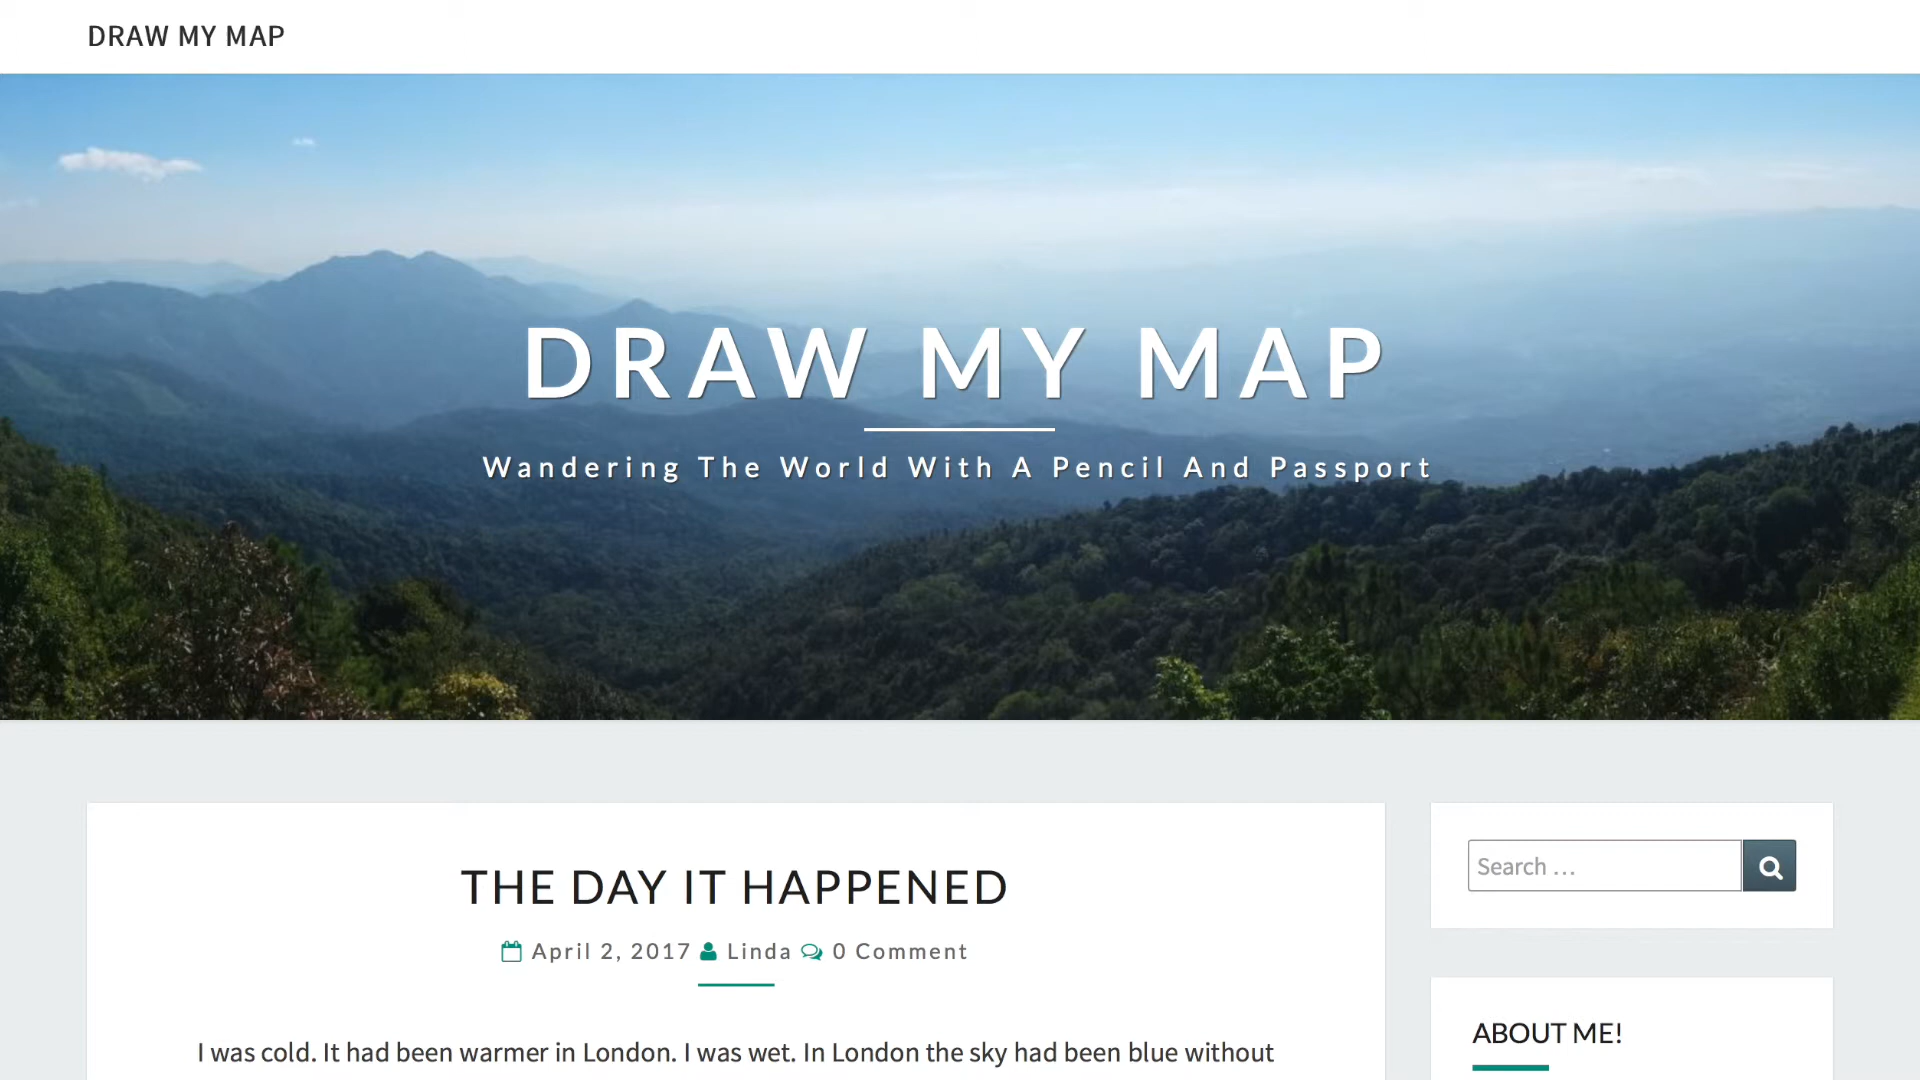 DRAW MY MAP
DRAW MY MAP
Wandering The World With A Pencil And Passport
THE DAY IT HAPPENED
April 2, 2017 Linda 0 Comment
I was cold. It had been warmer in London. I was wet. In London the sky had been blue without
Search …
ABOUT ME!